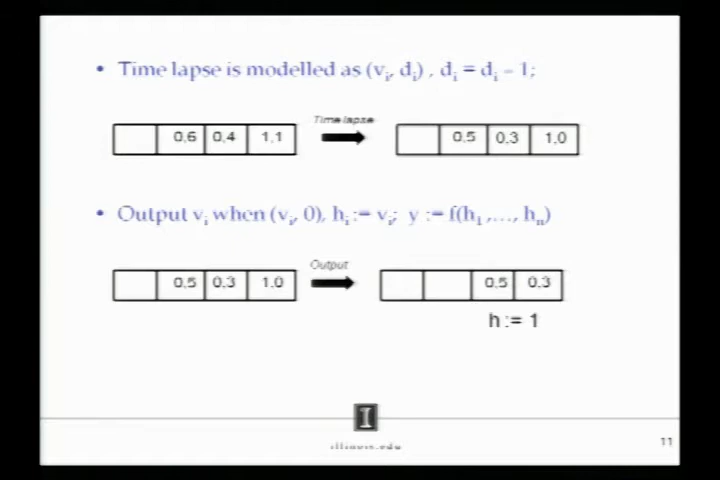 • Time lapse is modelled as (vᵢ, dᵢ) , dᵢ = dᵢ – 1;
Time lapse
0,6 0,4 1,1
0,5 0,3 1,0
• Output vᵢ when (vᵢ, 0), hᵢ := vᵢ; y := f(h₁ ,…, hₙ)
Output
0,5 0,3 1,0
0,5 0,3
h := 1
I
illinois.edu
11